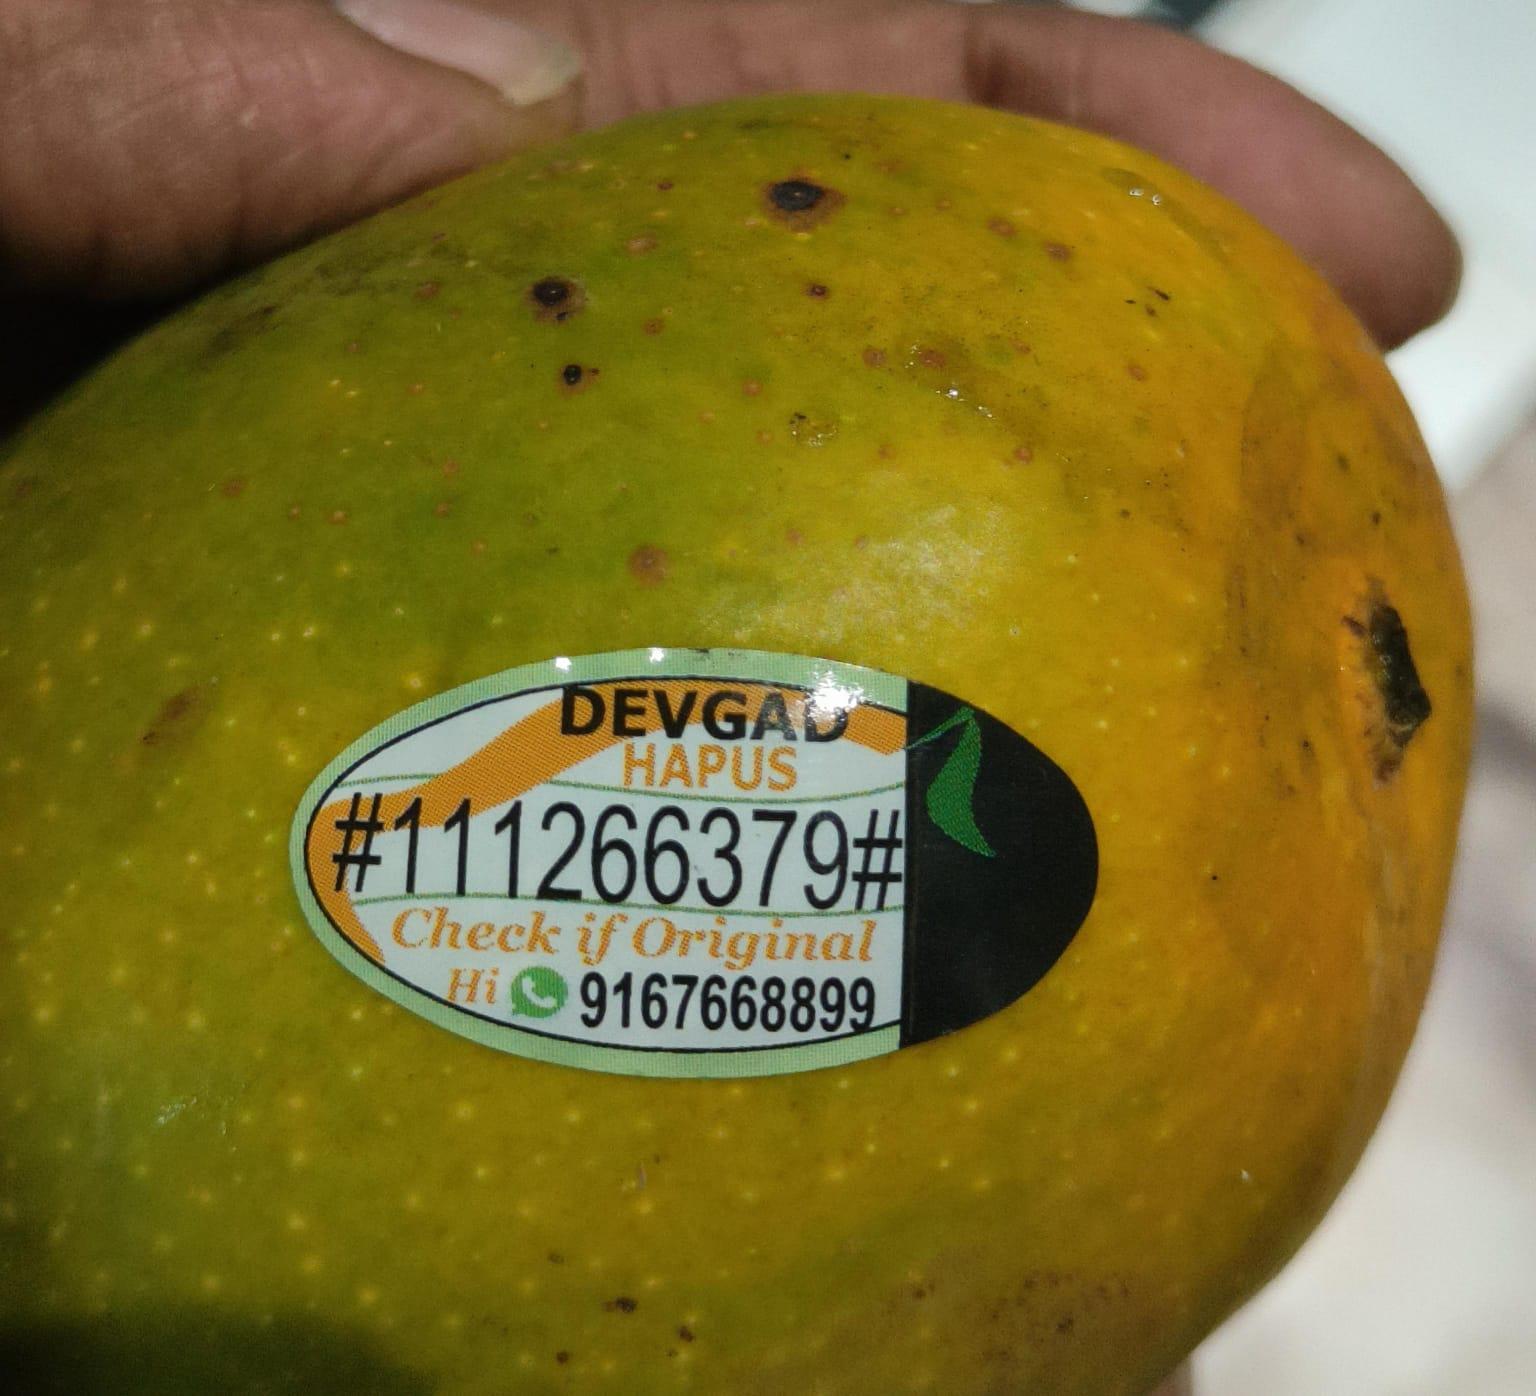 DEVGAD
HAPUS
#111266379#
Check if Original
Hi 9167668899